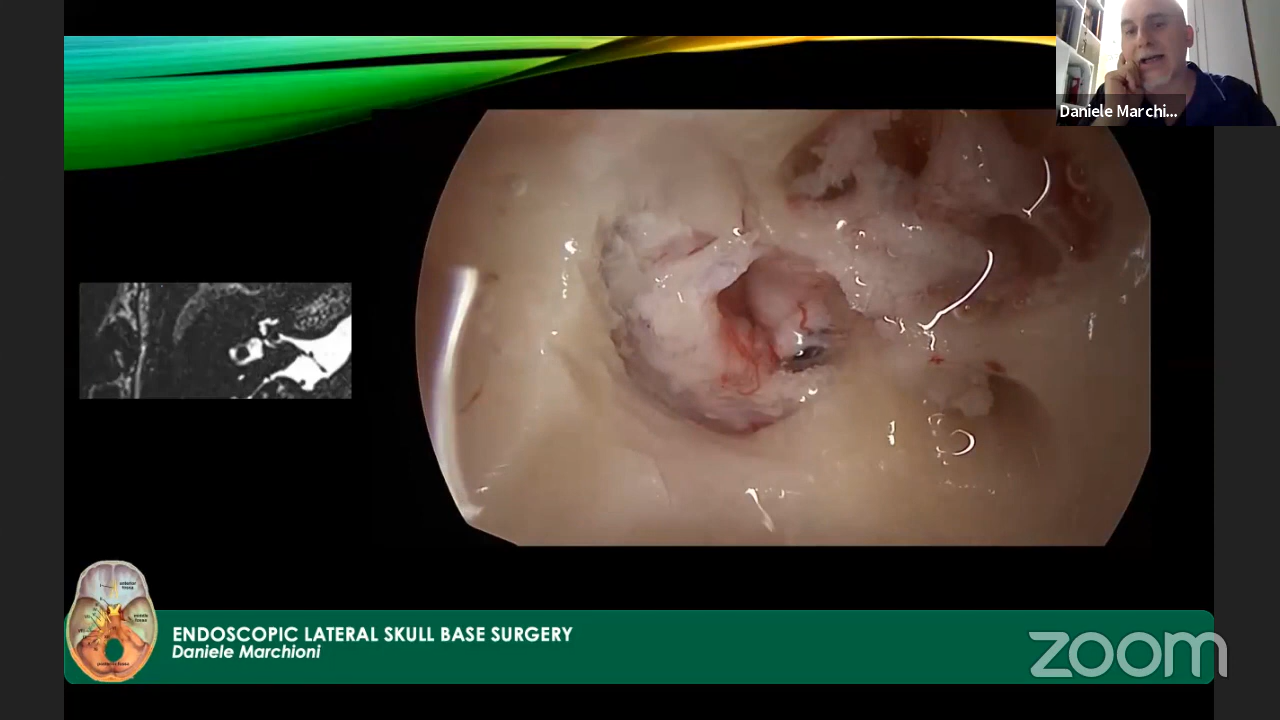 Daniele Marchi...
ENDOSCOPIC LATERAL SKULL BASE SURGERY
Daniele Marchioni
zoom